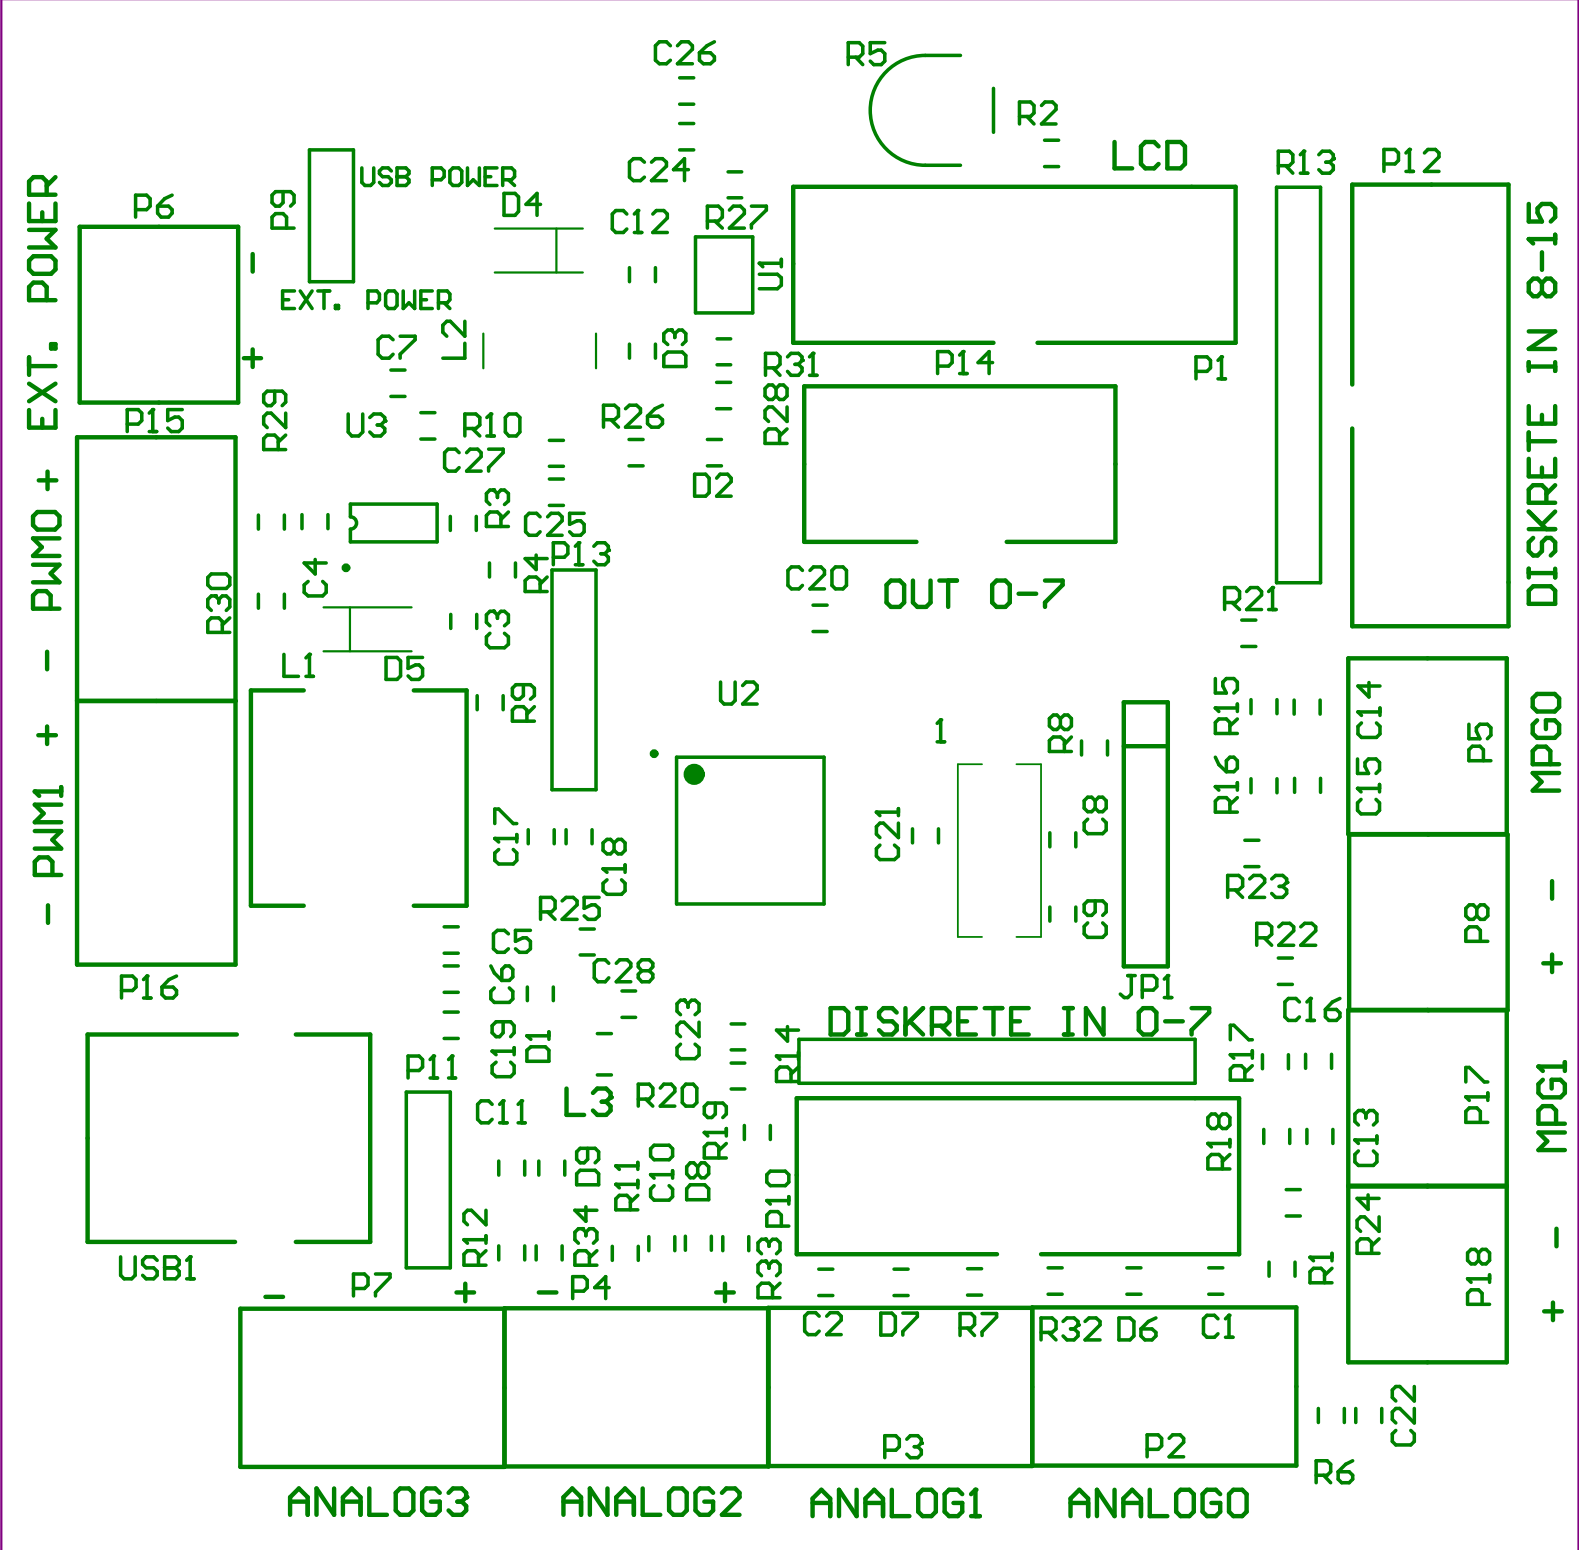 C26
R5
R2
LCD
C24
R13
P12
USB POWER
P6
P9
D4
R27
C12
U1
-
EXT. POWER
EXT. POWER
DISKRETE IN 8-15
+
C7
L2
D3
R31
P14
P1
P15
R29
U3
R10
R26
R28
C27
D2
+
R3
C25
P13
- PWM0 +
C4
R4
C20
OUT 0-7
R21
R30
C3
L1
D5
R9
U2
1
R8
R15
C14
P5
MPG0
- PWM1 +
R16
C15
C17
C18
C21
C8
R23
P8
-
R25
C5
C9
R22
+
C6
C28
P16
JP1
C16
C19
D1
C23
DISKRETE IN 0-7
R14
R17
P11
L3
R20
P17
MPG1
C11
R19
R18
C13
D9
R11
C10
D8
P10
-
R12
R34
R33
R24
P18
R1
USB1
P7
- +
P4
- +
+
C2
D7
R7
R32
D6
C1
C22
P3
P2
R6
ANALOG3
ANALOG2
ANALOG1
ANALOG0